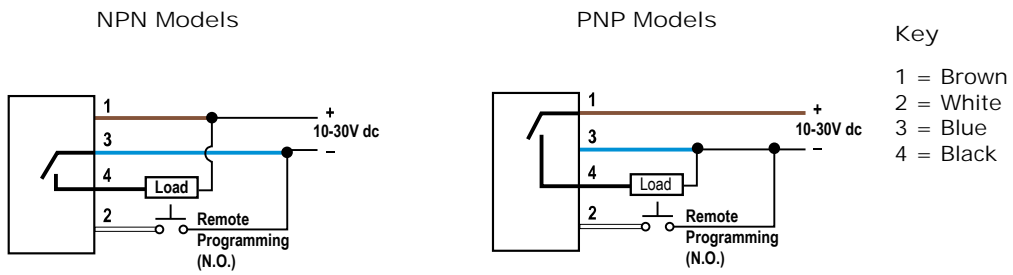 NPN Models
1
+
10-30V dc
3
–
4
Load
2
Remote
Programming
(N.O.)
PNP Models
1
+
10-30V dc
3
–
4
Load
2
Remote
Programming
(N.O.)
Key
1 = Brown
2 = White
3 = Blue
4 = Black